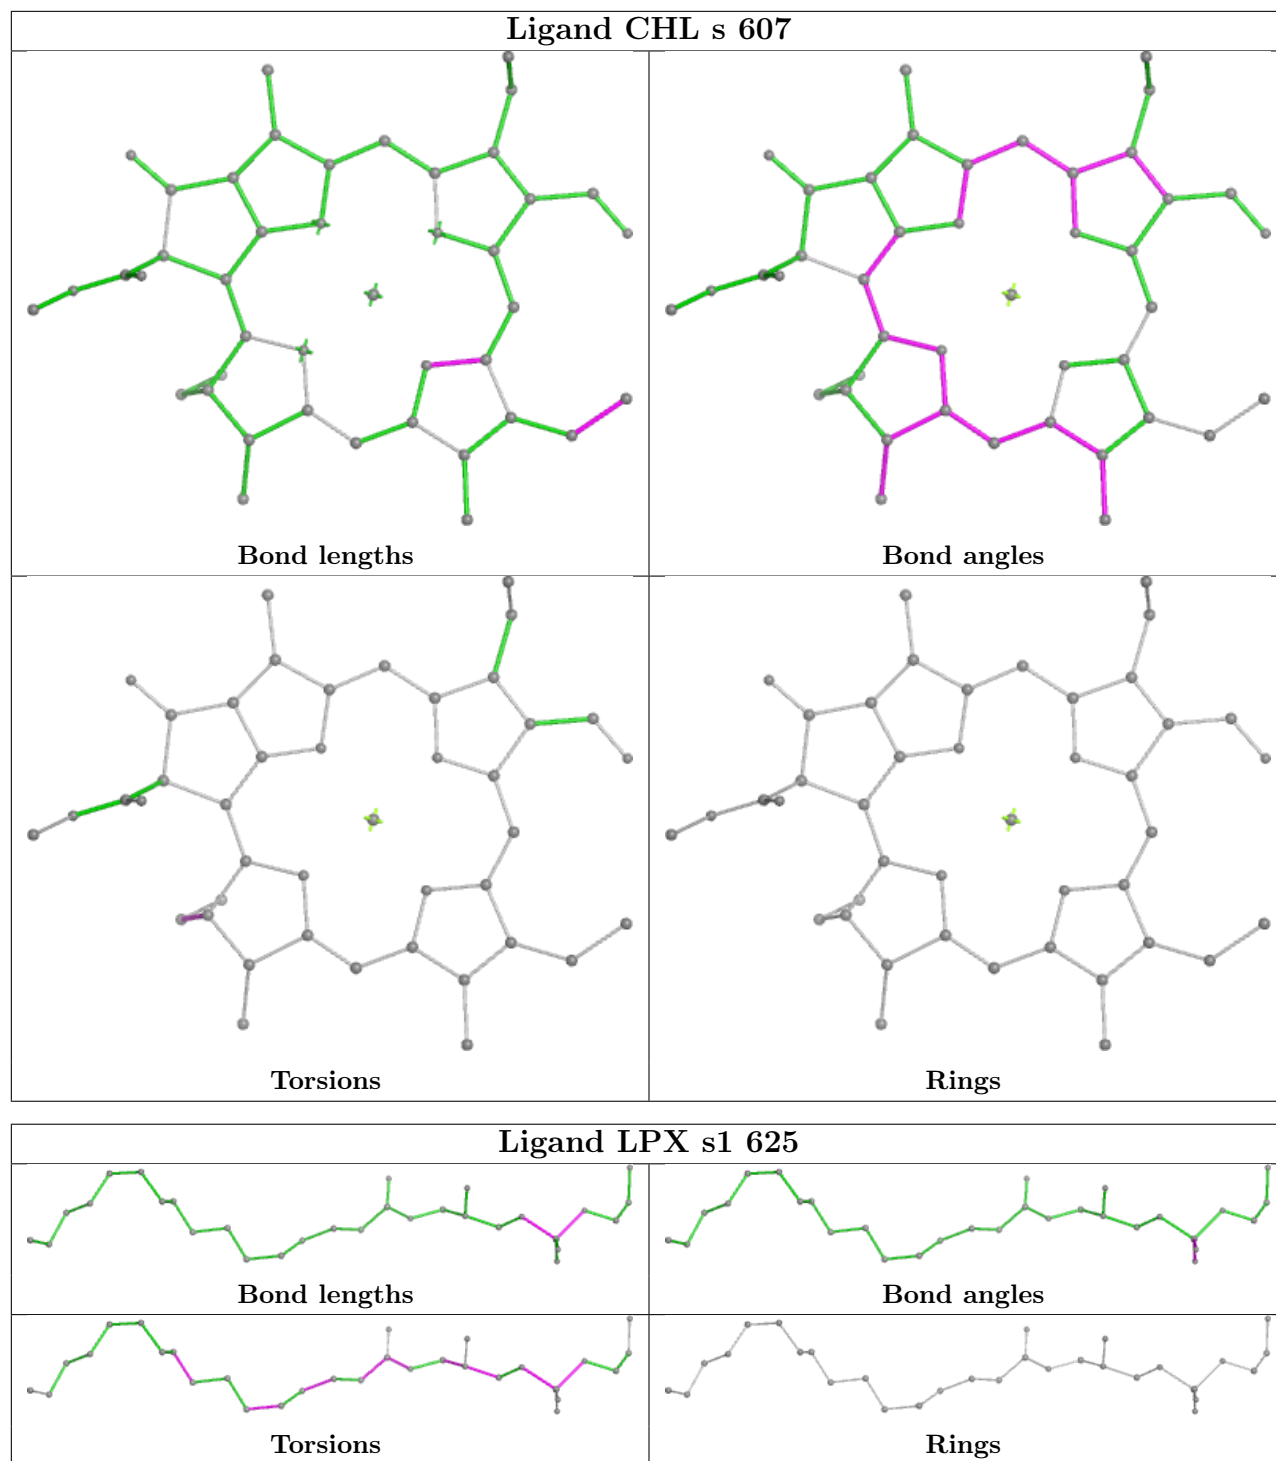 Ligand CHL s 607
Bond lengths
Bond angles
Torsions
Rings
Ligand LPX s1 625
Bond lengths
Bond angles
Torsions
Rings